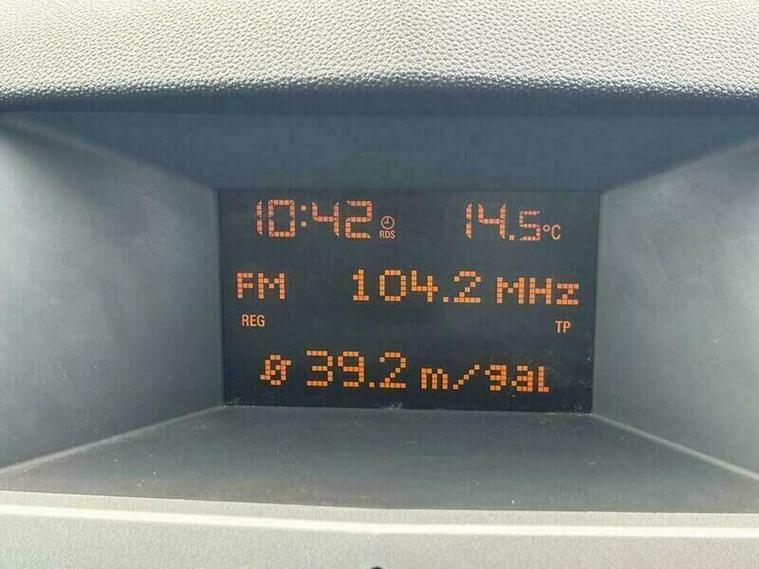 10:42 RDS 14.5°C
FM 104.2 MHz
REG TP
Ø 39.2 m/gal